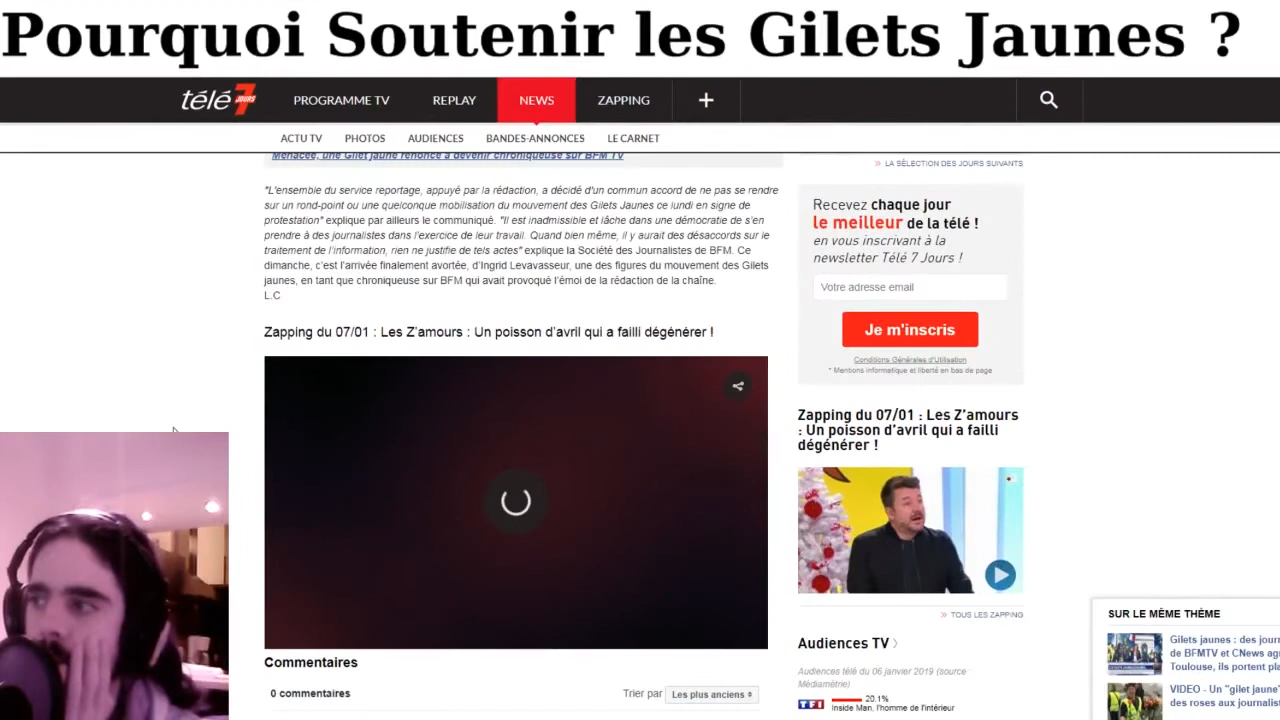 Pourquoi Soutenir les Gilets Jaunes ?
télé 7 JOURS
PROGRAMME TV
REPLAY
NEWS
ZAPPING
+
ACTU TV
PHOTOS
AUDIENCES
BANDES-ANNONCES
LE CARNET
Menacée, une Gilet jaune renonce à devenir chroniqueuse sur BFM TV
"L'ensemble du service reportage, appuyé par la rédaction, a décidé d'un commun accord de ne pas se rendre
sur un rond-point ou une quelconque mobilisation du mouvement des Gilets Jaunes ce lundi en signe de
protestation" explique par ailleurs le communiqué. "Il est inadmissible et lâche dans une démocratie de s'en
prendre à des journalistes dans l'exercice de leur travail. Quand bien même, il y aurait des désaccords sur le
traitement de l'information, rien ne justifie de tels actes" explique la Société des Journalistes de BFM. Ce
dimanche, c'est l'arrivée finalement avortée, d'Ingrid Levavasseur, une des figures du mouvement des Gilets
jaunes, en tant que chroniqueuse sur BFM qui avait provoqué l'émoi de la rédaction de la chaîne.
L.C
Zapping du 07/01 : Les Z'amours : Un poisson d'avril qui a failli dégénérer !
Commentaires
0 commentaires
Trier par
Les plus anciens
» LA SÉLECTION DES JOURS SUIVANTS
Recevez chaque jour
le meilleur de la télé !
en vous inscrivant à la
newsletter Télé 7 Jours !
Votre adresse email
Je m'inscris
Conditions Générales d'Utilisation
* Mentions informatique et liberté en bas de page
Zapping du 07/01 : Les Z'amours
: Un poisson d'avril qui a failli
dégénérer !
» TOUS LES ZAPPING
Audiences TV 〉
Audiences télé du 06 janvier 2019 (source
Médiamétrie)
TF1
20.1%
Inside Man, l'homme de l'intérieur
SUR LE MÊME THÈME
Gilets jaunes : des jour
de BFMTV et CNews ag
Toulouse, ils portent pla
VIDEO - Un "gilet jaune"
des roses aux journalis